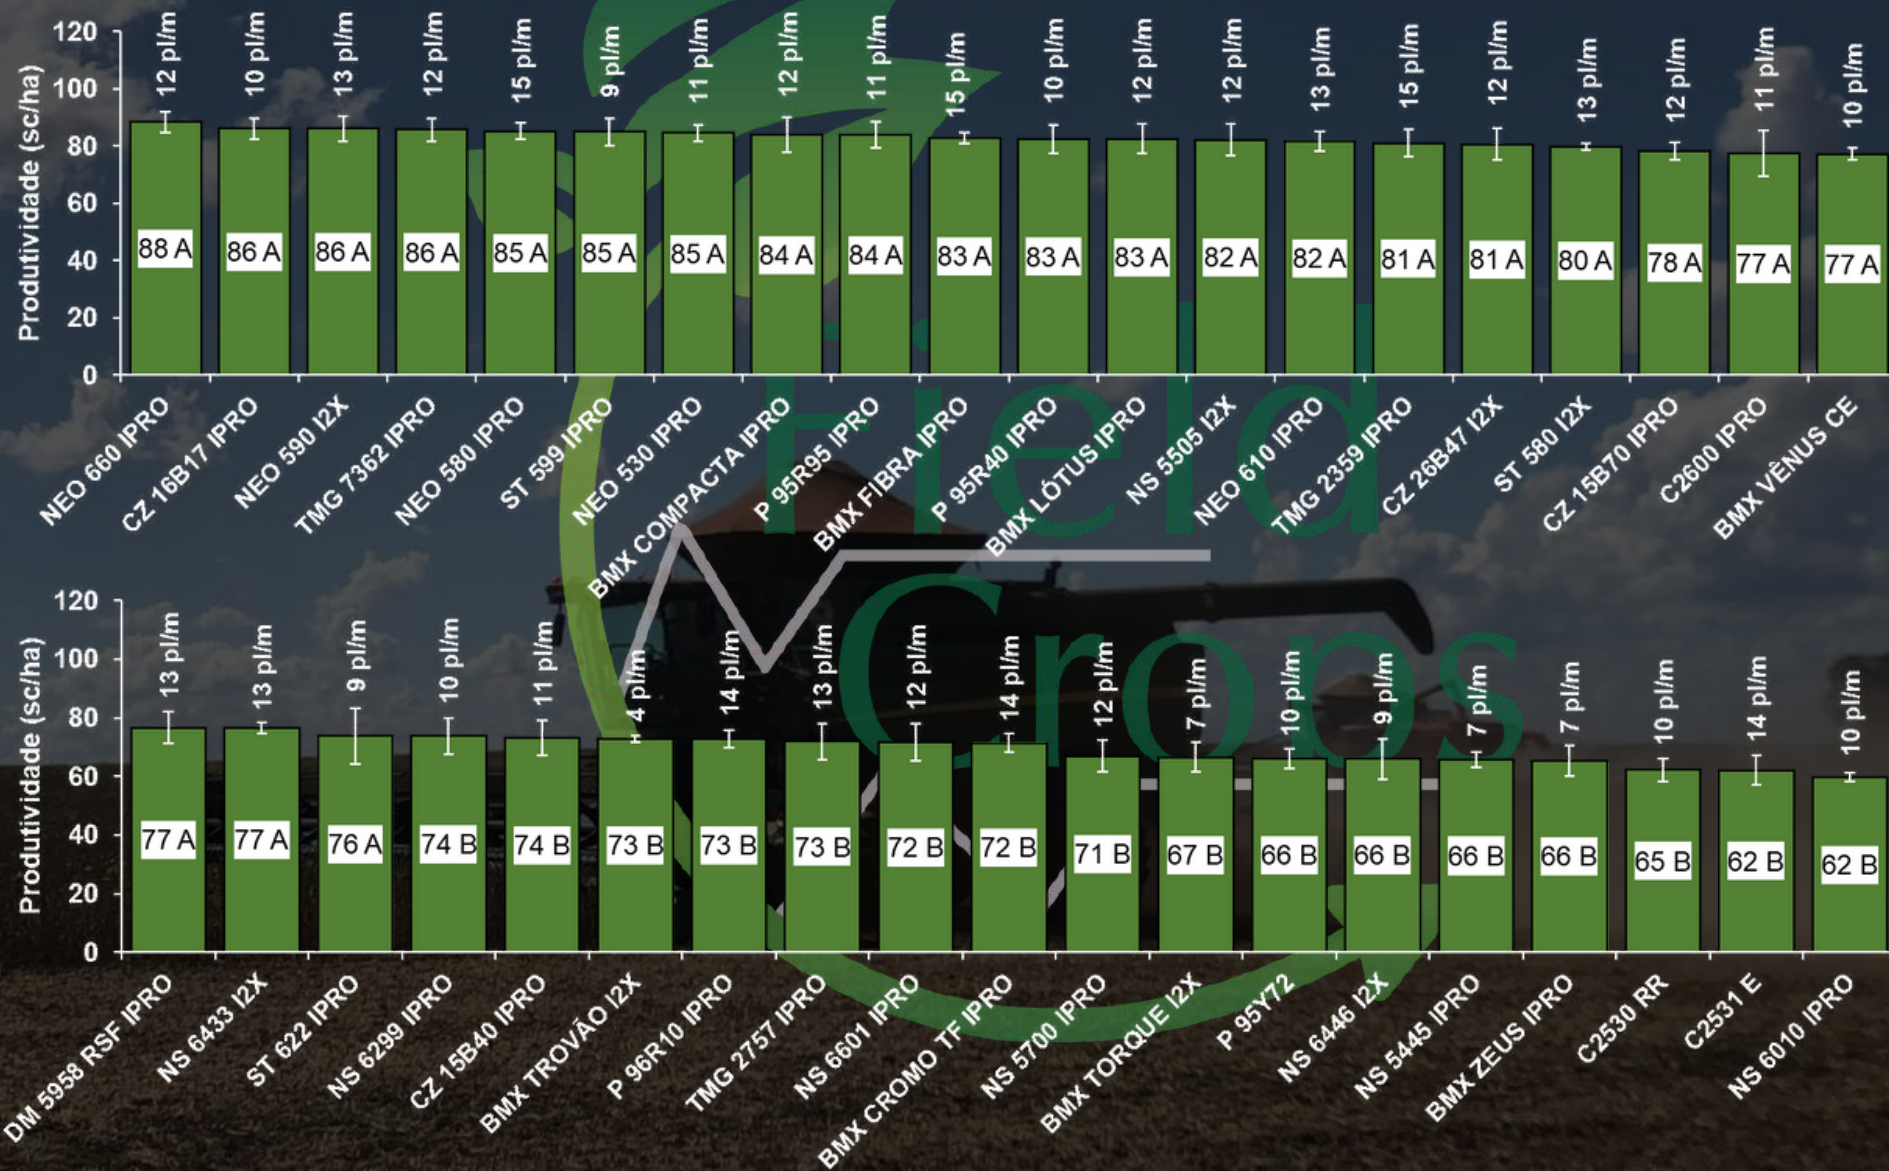 120
100
80
60
40
20
0
Produtividade (sc/ha)
12 pl/m
10 pl/m
13 pl/m
12 pl/m
15 pl/m
9 pl/m
11 pl/m
12 pl/m
11 pl/m
15 pl/m
10 pl/m
12 pl/m
12 pl/m
13 pl/m
15 pl/m
12 pl/m
13 pl/m
12 pl/m
11 pl/m
10 pl/m
88 A
86 A
86 A
86 A
85 A
85 A
85 A
84 A
84 A
83 A
83 A
83 A
82 A
82 A
81 A
81 A
80 A
78 A
77 A
77 A
NEO 660 IPRO
CZ 16B17 IPRO
NEO 590 I2X
TMG 7362 IPRO
NEO 580 IPRO
ST 599 IPRO
NEO 530 IPRO
BMX COMPACTA IPRO
P 95R95 IPRO
BMX FIBRA IPRO
P 95R40 IPRO
BMX LÓTUS IPRO
NS 5505 I2X
NEO 610 IPRO
TMG 2359 IPRO
CZ 26B47 I2X
ST 580 I2X
CZ 15B70 IPRO
C2600 IPRO
BMX VÊNUS CE
Field
Crops
120
100
80
60
40
20
0
Produtividade (sc/ha)
13 pl/m
13 pl/m
9 pl/m
10 pl/m
11 pl/m
4 pl/m
14 pl/m
13 pl/m
12 pl/m
14 pl/m
12 pl/m
7 pl/m
10 pl/m
9 pl/m
7 pl/m
7 pl/m
10 pl/m
14 pl/m
10 pl/m
77 A
77 A
76 A
74 B
74 B
73 B
73 B
73 B
72 B
72 B
71 B
67 B
66 B
66 B
66 B
66 B
65 B
62 B
62 B
DM 5958 RSF IPRO
NS 6433 I2X
ST 622 IPRO
NS 6299 IPRO
CZ 15B40 IPRO
BMX TROVÃO I2X
P 96R10 IPRO
TMG 2757 IPRO
NS 6601 IPRO
BMX CROMO TF IPRO
NS 5700 IPRO
BMX TORQUE I2X
P 95Y72
NS 6446 I2X
NS 5445 IPRO
BMX ZEUS IPRO
C2530 RR
C2531 E
NS 6010 IPRO